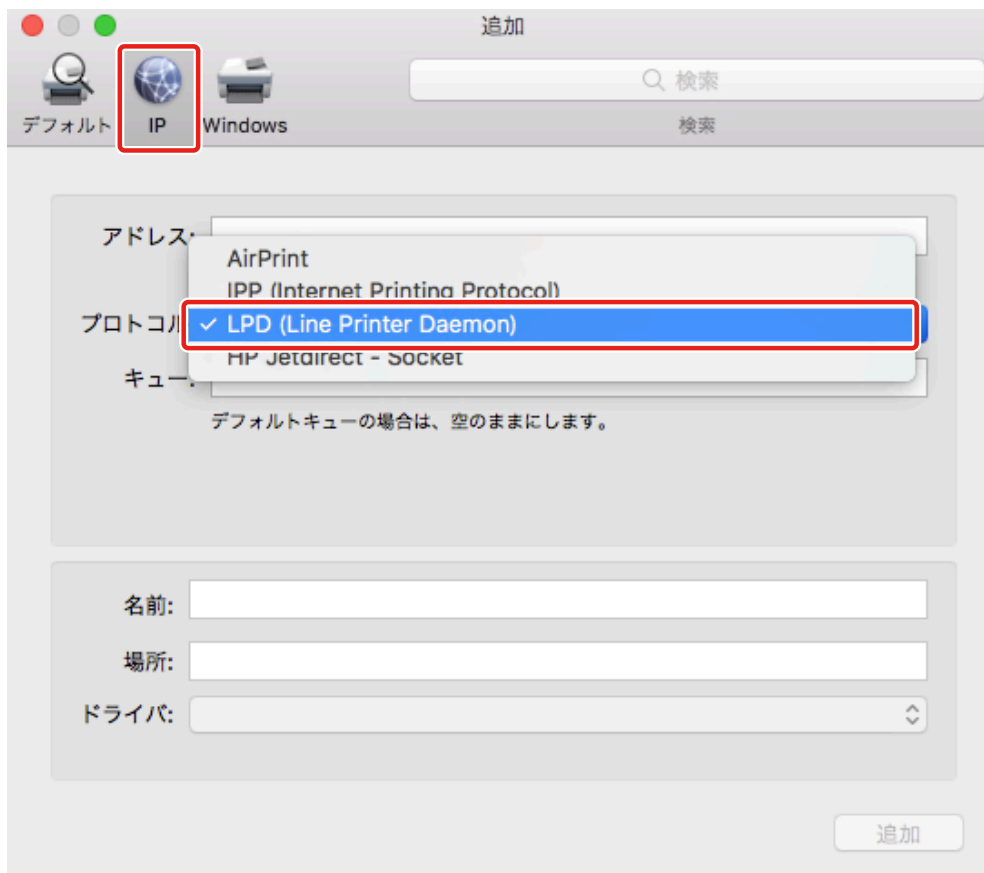 追加
検索
デフォルト IP Windows 検索
アドレス:
AirPrint
IPP (Internet Printing Protocol)
プロトコル ✓ LPD (Line Printer Daemon)
HP Jetdirect - Socket
キュー:
デフォルトキューの場合は、空のままにします。
名前:
場所:
ドライバ:
追加